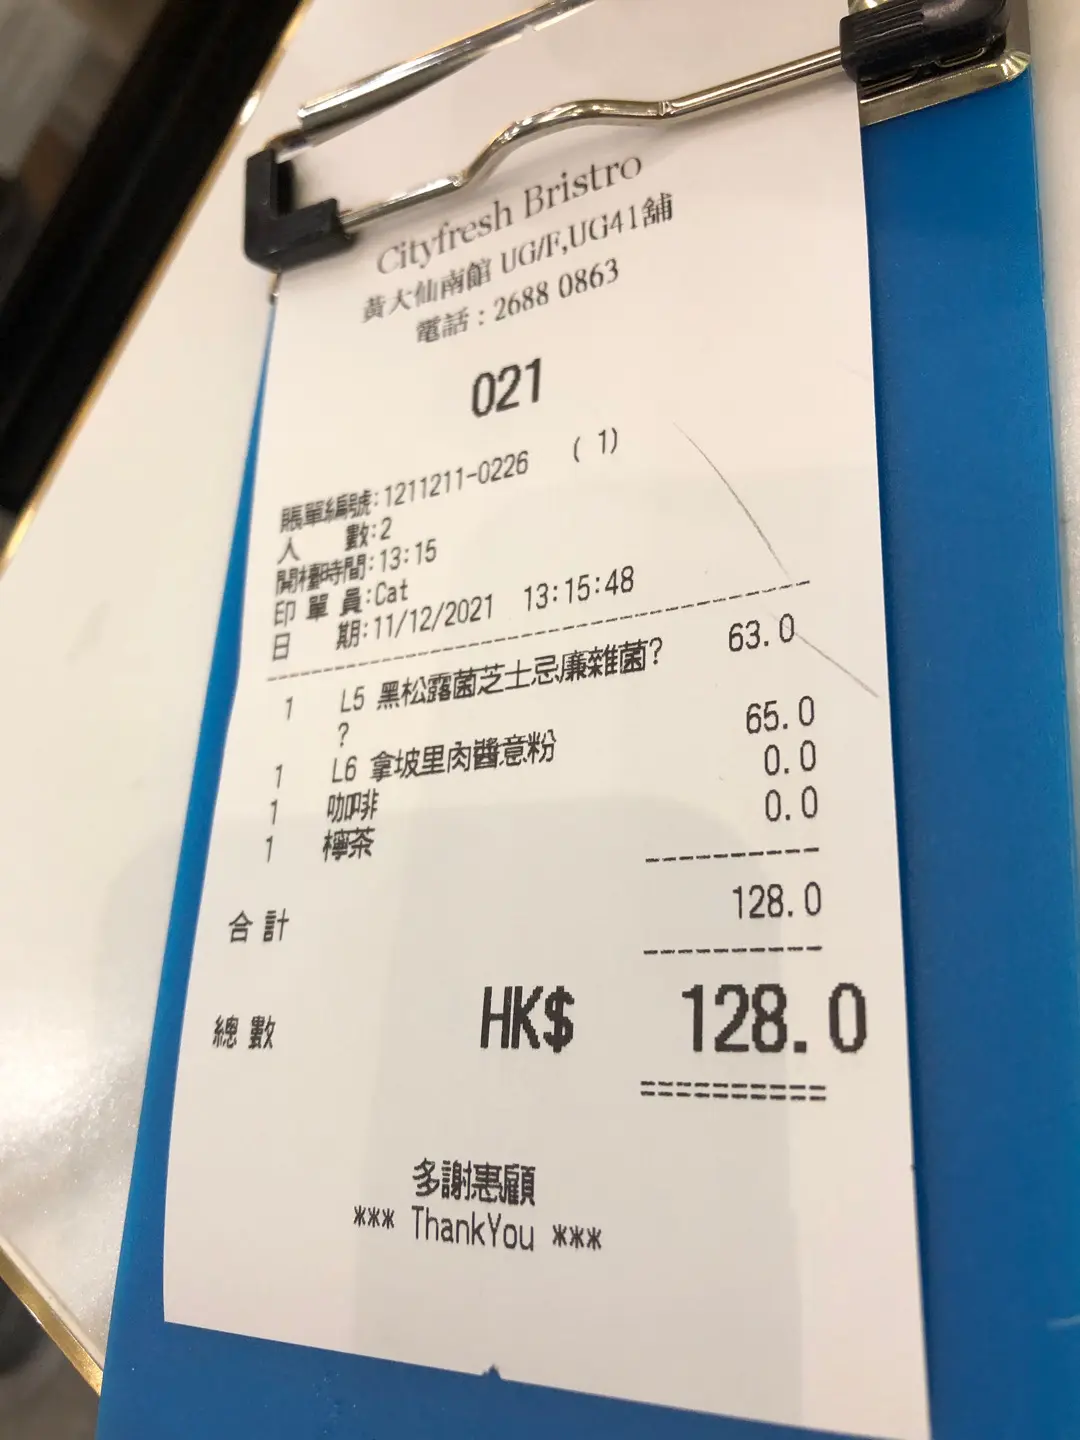 Cityfresh Bristro
黃大仙南館 UG/F,UG41舖
電話：2688 0863
021
賬單編號:1211211-0226 ( 1)
人 數:2
開檯時間:13:15
印單員:Cat
日 期:11/12/2021 13:15:48
1 L5 黑松露菌芝士忌廉雜菌? 63.0
?
1 L6 拿坡里肉醬意粉 65.0
1 咖啡 0.0
1 檸茶 0.0
合計 128.0
總數 HK$ 128.0
==========
多謝惠顧
*** ThankYou ***